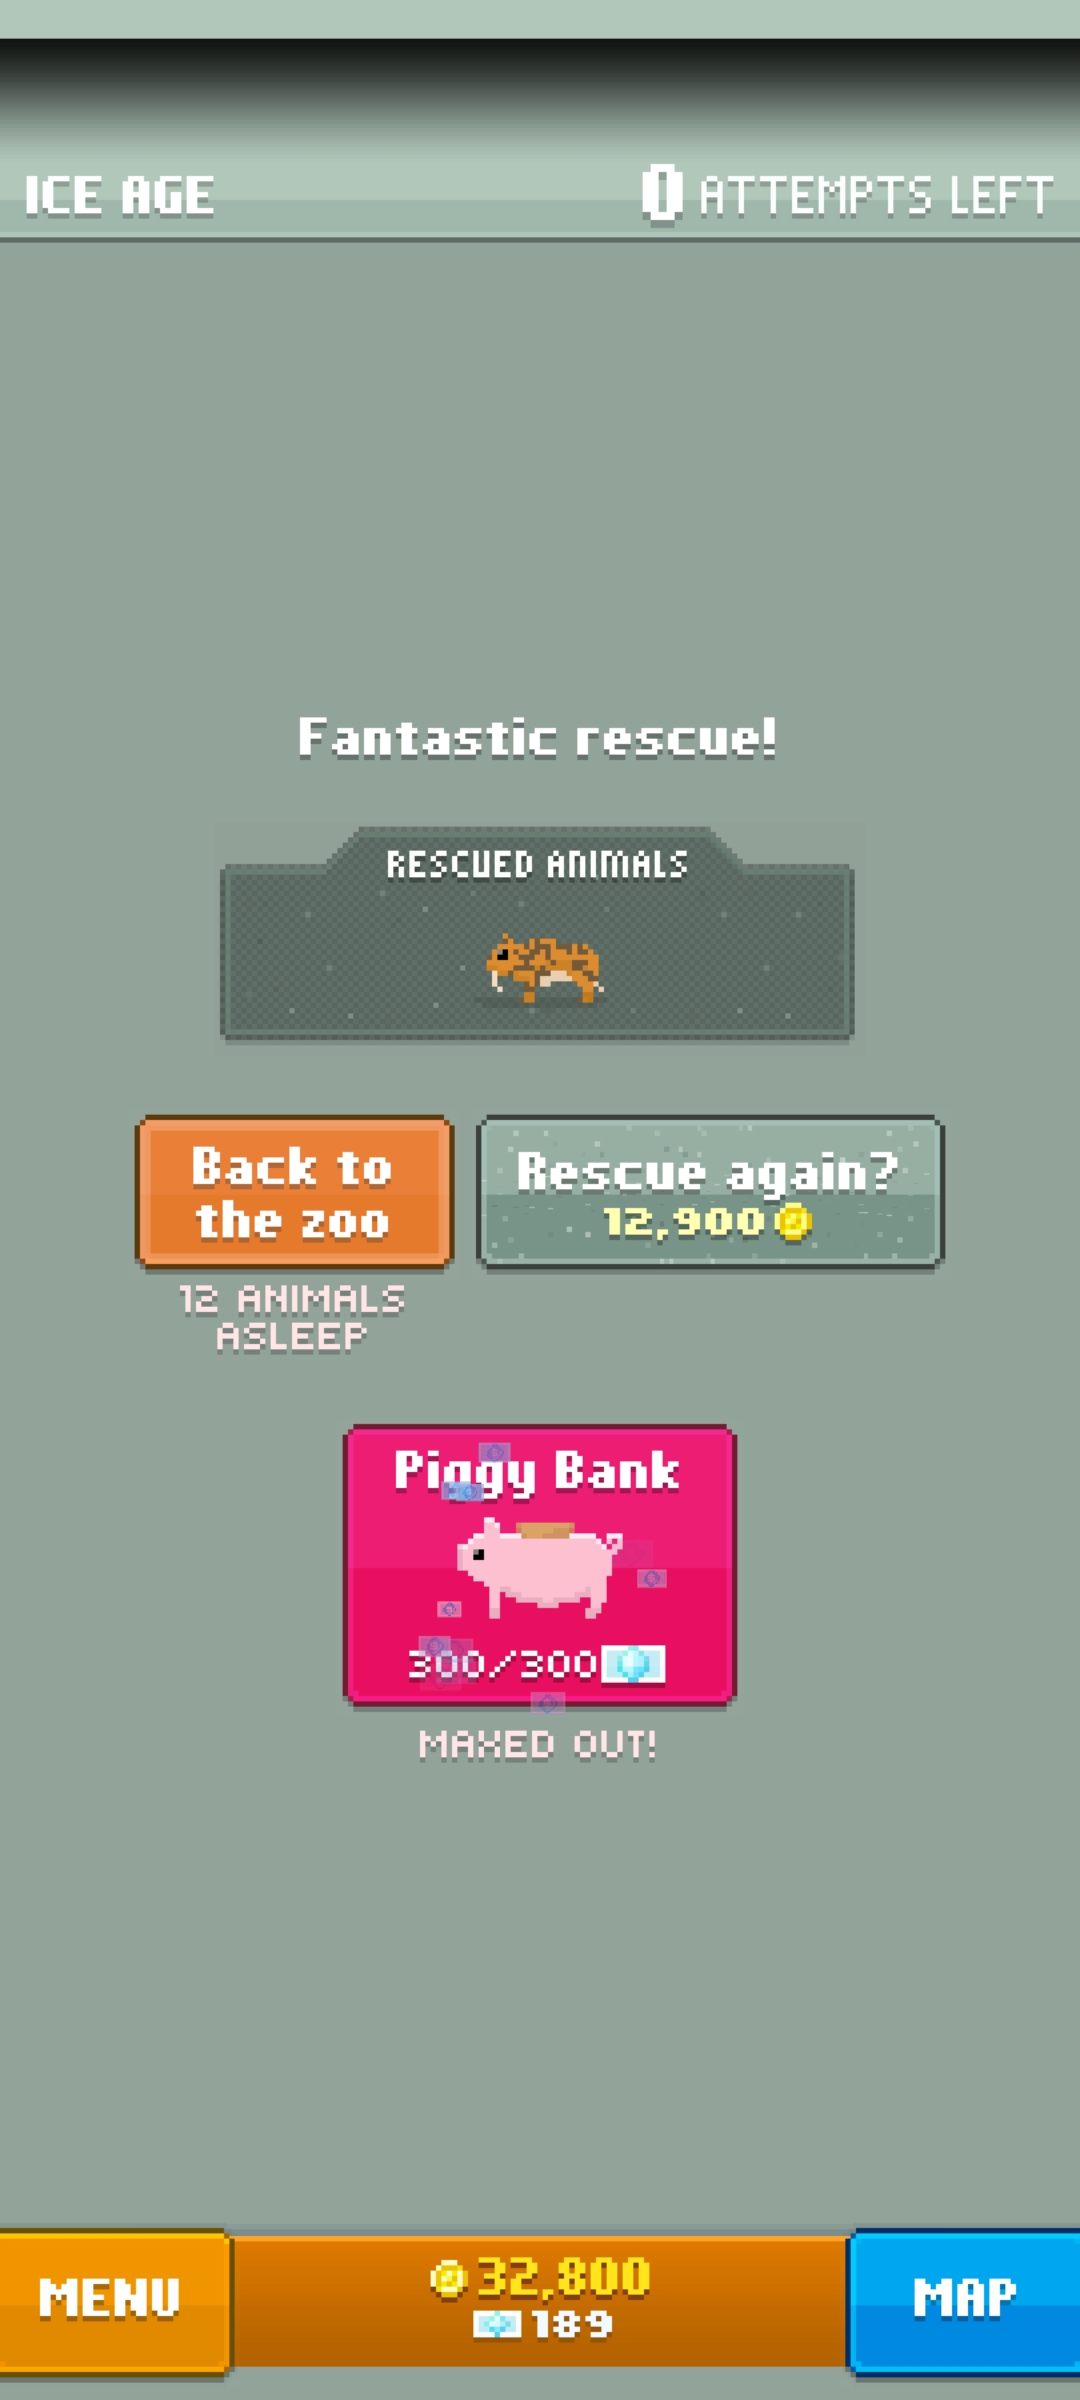 ICE AGE
0 ATTEMPTS LEFT
Fantastic rescue!
RESCUED ANIMALS
Back to
the zoo
Rescue again?
12,900
12 ANIMALS
ASLEEP
Piggy Bank
300/300
MAXED OUT!
MENU
32,800
189
MAP